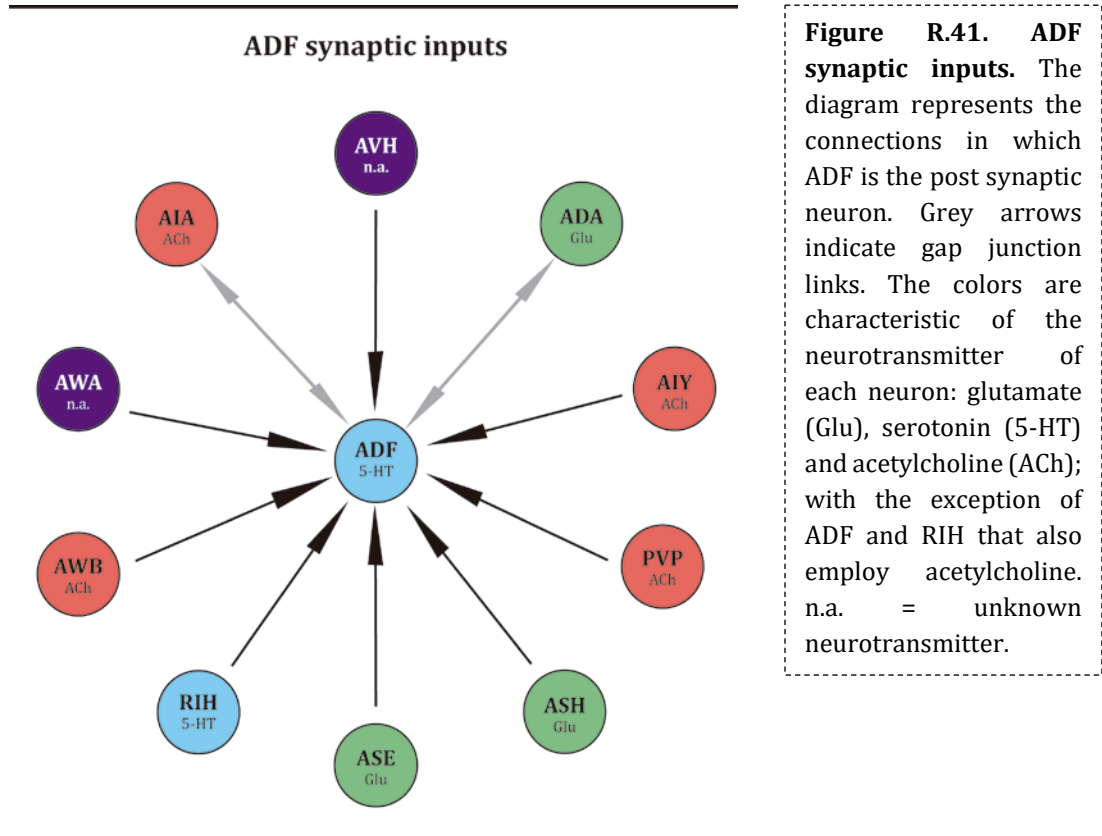 ADF synaptic inputs
AVH
n.a.
AIA
ACh
ADA
Glu
AWA
n.a.
AIY
ACh
ADF
5-HT
AWB
ACh
PVP
ACh
RIH
5-HT
ASH
Glu
ASE
Glu
Figure R.41. ADF
synaptic inputs. The
diagram represents the
connections in which
ADF is the post synaptic
neuron. Grey arrows
indicate gap junction
links. The colors are
characteristic of the
neurotransmitter of
each neuron: glutamate
(Glu), serotonin (5-HT)
and acetylcholine (ACh);
with the exception of
ADF and RIH that also
employ acetylcholine.
n.a. = unknown
neurotransmitter.